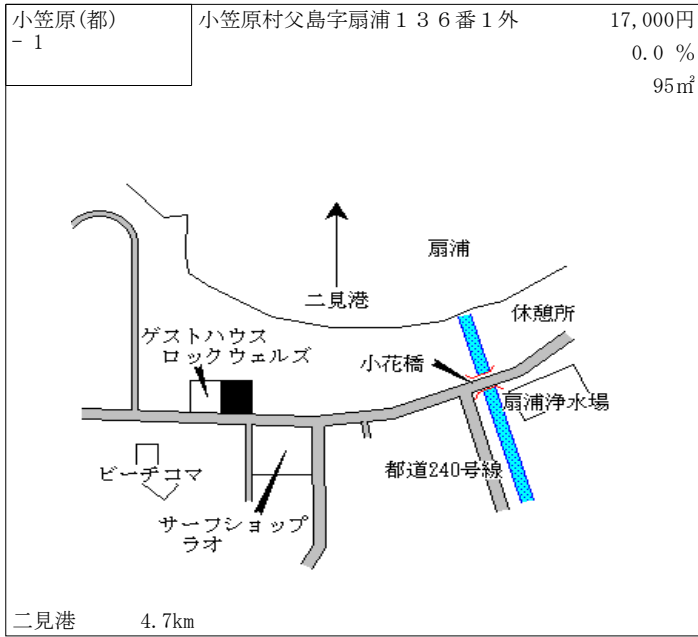 小笠原(都)
- 1
小笠原村父島字扇浦１３６番１外
17,000円
0.0 %
95㎡
扇浦
二見港
休憩所
ゲストハウス
ロックウェルズ
小花橋
扇浦浄水場
ビーチコマ
都道240号線
サーフショップ
ラオ
二見港 4.7km